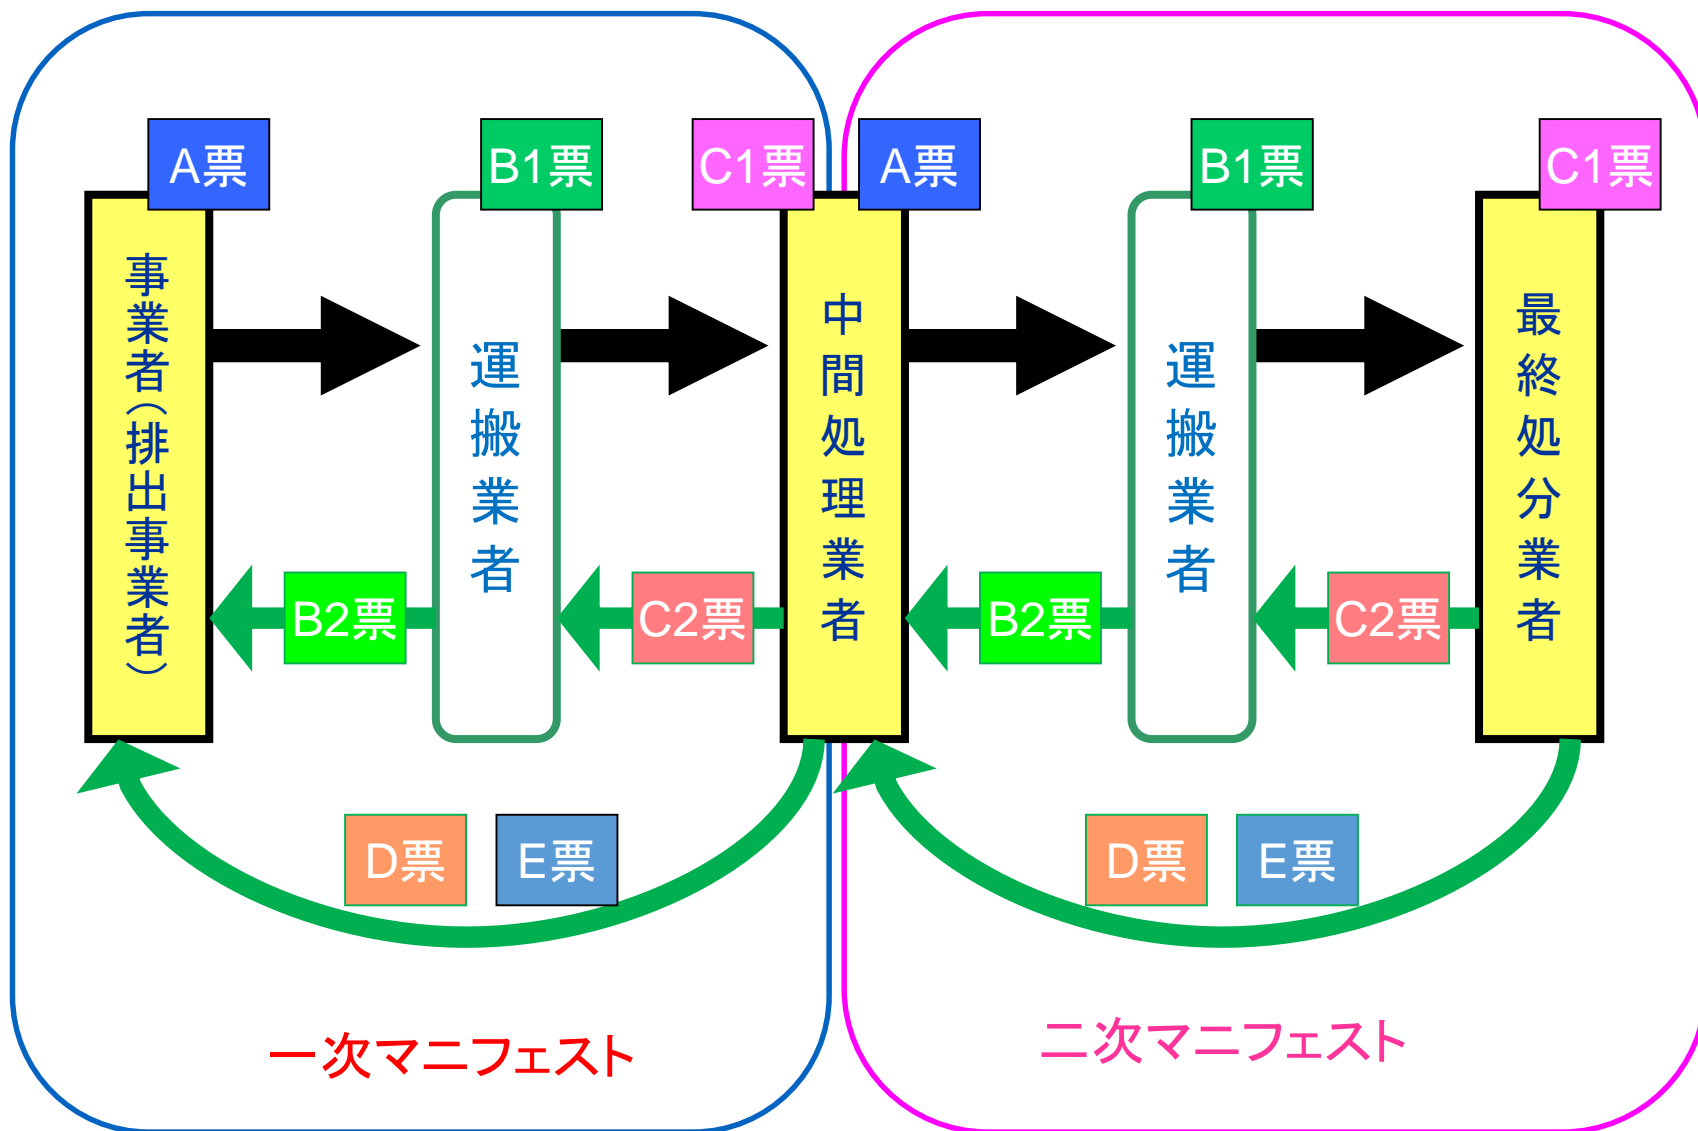 A票
B1票
C1票
A票
B1票
C1票
事業者(排出事業者)
運搬業者
中間処理業者
運搬業者
最終処分業者
B2票
C2票
B2票
C2票
D票
E票
D票
E票
一次マニフェスト
二次マニフェスト